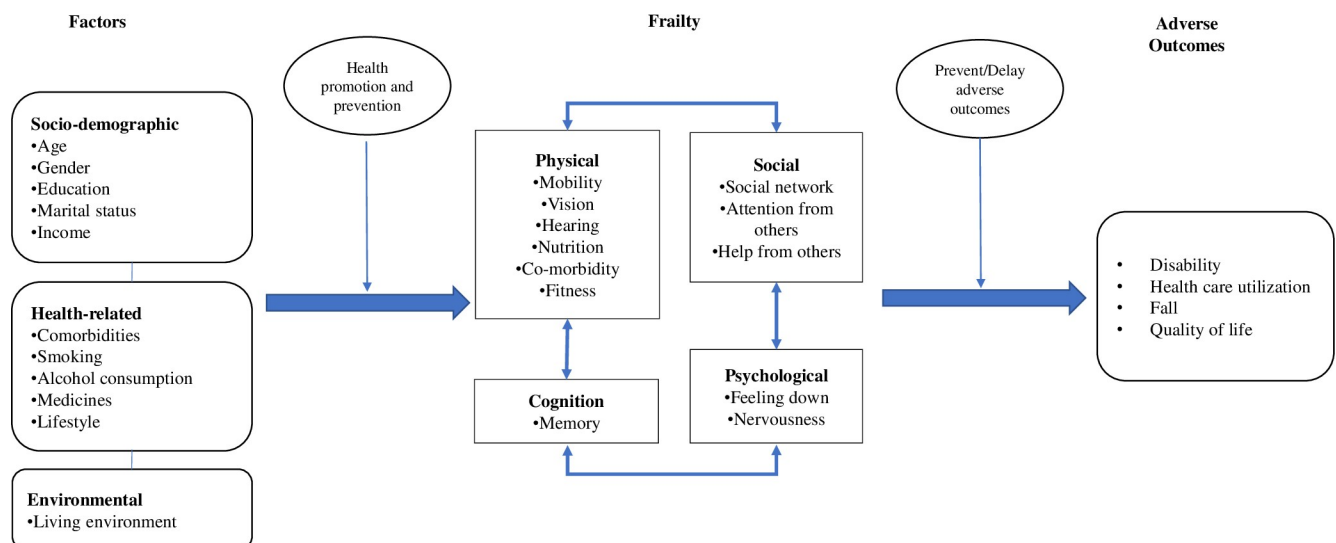 Factors
Frailty
Adverse
Outcomes
Health
promotion and
prevention
Prevent/Delay
adverse
outcomes
Socio-demographic
•Age
•Gender
•Education
•Marital status
•Income
Health-related
•Comorbidities
•Smoking
•Alcohol consumption
•Medicines
•Lifestyle
Environmental
•Living environment
Physical
•Mobility
•Vision
•Hearing
•Nutrition
•Co-morbidity
•Fitness
Cognition
•Memory
Social
•Social network
•Attention from
others
•Help from others
Psychological
•Feeling down
•Nervousness
• Disability
• Health care utilization
• Fall
• Quality of life